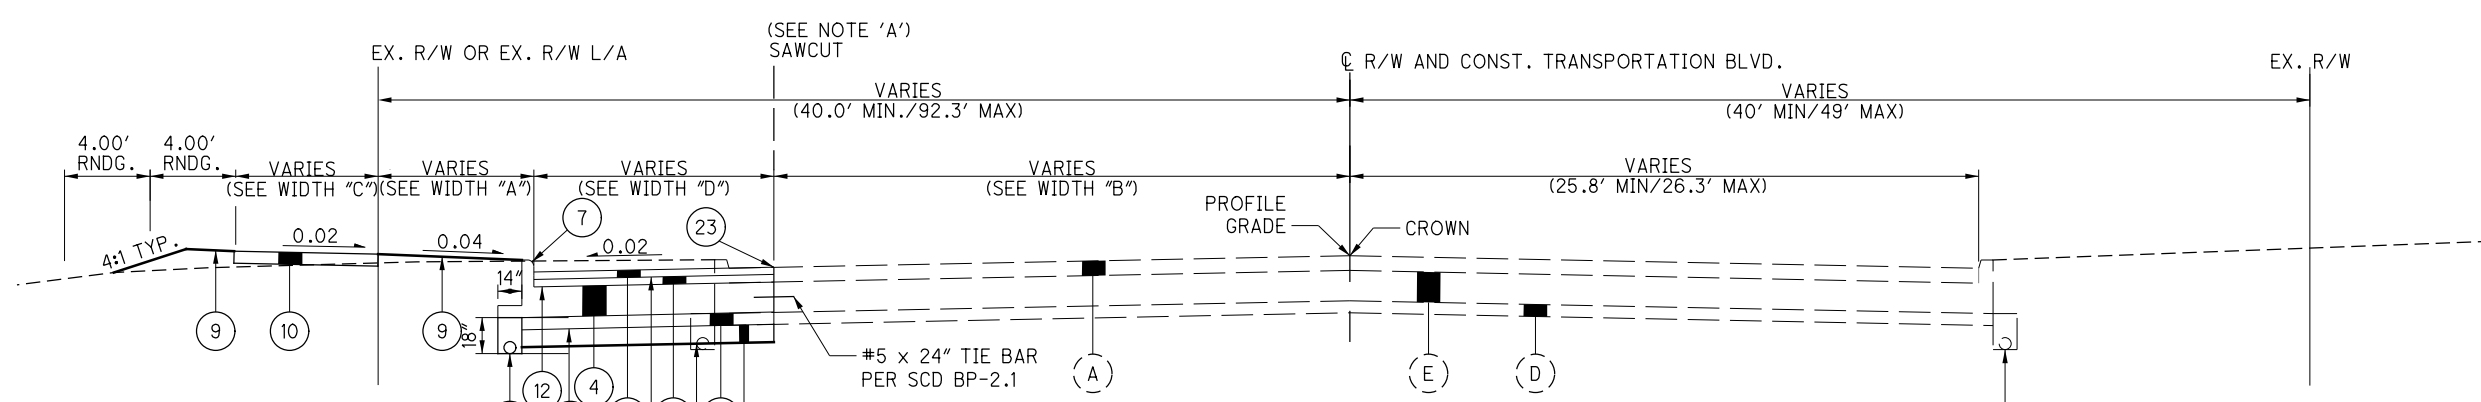 (SEE NOTE 'A')
SAWCUT
EX. R/W OR EX. R/W L/A
℄ R/W AND CONST. TRANSPORTATION BLVD.
EX. R/W
VARIES
(40.0' MIN./92.3' MAX)
VARIES
(40' MIN/49' MAX)
4.00'
RNDG.
4.00'
RNDG.
VARIES
(SEE WIDTH "C")
VARIES
(SEE WIDTH "A")
VARIES
(SEE WIDTH "D")
VARIES
(SEE WIDTH "B")
VARIES
(25.8' MIN/26.3' MAX)
PROFILE
GRADE
CROWN
7
23
4:1 TYP.
0.02
0.04
0.02
14"
18"
9
10
9
12
4
#5 x 24" TIE BAR
PER SCD BP-2.1
A
E
D